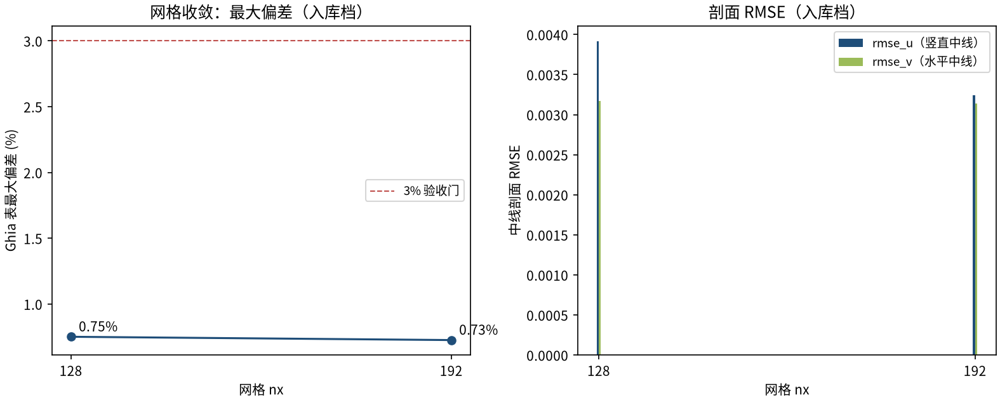 网格收敛：最大偏差（入库档）
3.0
2.5
2.0
1.5
1.0
Ghia 表最大偏差 (%)
3% 验收门
0.75%
0.73%
128
192
网格 nx
剖面 RMSE（入库档）
rmse_u（竖直中线）
rmse_v（水平中线）
0.0040
0.0035
0.0030
0.0025
0.0020
0.0015
0.0010
0.0005
0.0000
中线剖面 RMSE
128
192
网格 nx